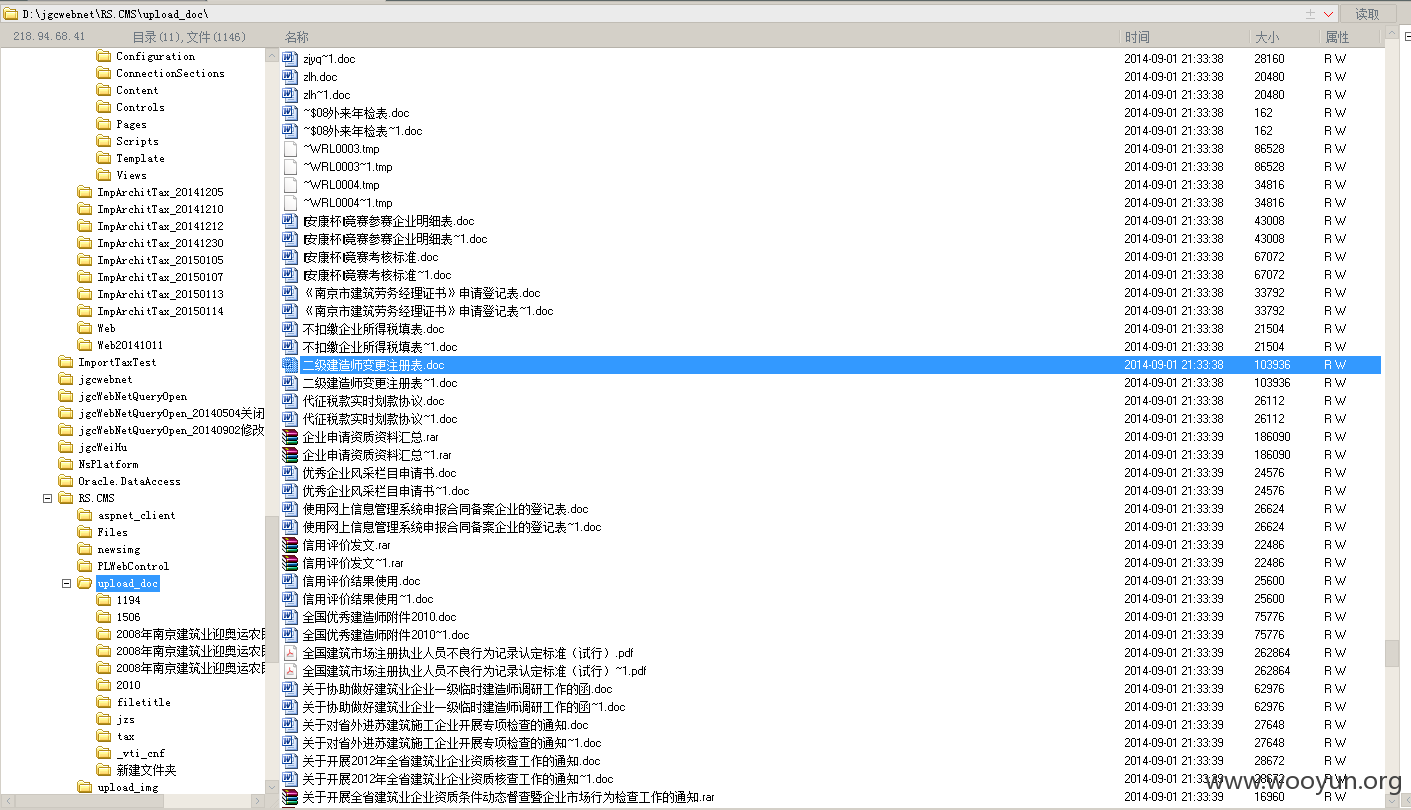 D:\jgcwebnet\RS.CMS\upload_doc\ 读取
218.94.68.41 目录(11),文件(1146) 名称 时间 大小 属性
Configuration
ConnectionSections
Content
Controls
Pages
Scripts
Template
Views
ImpArchitTax_20141205
ImpArchitTax_20141210
ImpArchitTax_20141212
ImpArchitTax_20141230
ImpArchitTax_20150105
ImpArchitTax_20150107
ImpArchitTax_20150113
ImpArchitTax_20150114
Web
Web20141011
ImportTaxTest
jgcwebnet
jgcWebNetQueryOpen
jgcWebNetQueryOpen_20140504关闭
jgcWebNetQueryOpen_20140902修改
jgcWeiHu
NsPlatform
Oracle.DataAccess
RS.CMS
aspnet_client
Files
newsimg
PLWebControl
upload_doc
1194
1506
2008年南京建筑业迎奥运农民
2008年南京建筑业迎奥运农民
2008年南京建筑业迎奥运农民
2010
filetitle
jzs
tax
_vti_cnf
新建文件夹
upload_img
zjyq~1.doc 2014-09-01 21:33:38 28160 R W
zlh.doc 2014-09-01 21:33:38 20480 R W
zlh~1.doc 2014-09-01 21:33:38 20480 R W
~$08外来年检表.doc 2014-09-01 21:33:38 162 R W
~$08外来年检表~1.doc 2014-09-01 21:33:38 162 R W
~WRL0003.tmp 2014-09-01 21:33:38 86528 R W
~WRL0003~1.tmp 2014-09-01 21:33:38 86528 R W
~WRL0004.tmp 2014-09-01 21:33:38 34816 R W
~WRL0004~1.tmp 2014-09-01 21:33:38 34816 R W
安康杯竞赛参赛企业明细表.doc 2014-09-01 21:33:38 43008 R W
安康杯竞赛参赛企业明细表~1.doc 2014-09-01 21:33:38 43008 R W
安康杯竞赛考核标准.doc 2014-09-01 21:33:38 67072 R W
安康杯竞赛考核标准~1.doc 2014-09-01 21:33:38 67072 R W
《南京市建筑劳务经理证书》申请登记表.doc 2014-09-01 21:33:38 33792 R W
《南京市建筑劳务经理证书》申请登记表~1.doc 2014-09-01 21:33:38 33792 R W
不扣缴企业所得税填表.doc 2014-09-01 21:33:38 21504 R W
不扣缴企业所得税填表~1.doc 2014-09-01 21:33:38 21504 R W
二级建造师变更注册表.doc 2014-09-01 21:33:38 103936 R W
二级建造师变更注册表~1.doc 2014-09-01 21:33:38 103936 R W
代征税款实时划款协议.doc 2014-09-01 21:33:38 26112 R W
代征税款实时划款协议~1.doc 2014-09-01 21:33:38 26112 R W
企业申请资质资料汇总.rar 2014-09-01 21:33:38 186090 R W
企业申请资质资料汇总~1.rar 2014-09-01 21:33:38 186090 R W
优秀企业风采栏目申请书.doc 2014-09-01 21:33:39 24576 R W
优秀企业风采栏目申请书~1.doc 2014-09-01 21:33:39 24576 R W
使用网上信息管理系统申报合同备案企业的登记表.doc 2014-09-01 21:33:39 26624 R W
使用网上信息管理系统申报合同备案企业的登记表~1.doc 2014-09-01 21:33:39 26624 R W
信用评价发文.rar 2014-09-01 21:33:39 22486 R W
信用评价发文~1.rar 2014-09-01 21:33:39 22486 R W
信用评价结果使用.doc 2014-09-01 21:33:39 25600 R W
信用评价结果使用~1.doc 2014-09-01 21:33:39 25600 R W
全国优秀建造师附件2010.doc 2014-09-01 21:33:39 75776 R W
全国优秀建造师附件2010~1.doc 2014-09-01 21:33:39 75776 R W
全国建筑市场注册执业人员不良行为记录认定标准（试行）.pdf 2014-09-01 21:33:39 262864 R W
全国建筑市场注册执业人员不良行为记录认定标准（试行）~1.pdf 2014-09-01 21:33:39 262864 R W
关于协助做好建筑业企业一级临时建造师调研工作的函.doc 2014-09-01 21:33:39 62976 R W
关于协助做好建筑业企业一级临时建造师调研工作的函~1.doc 2014-09-01 21:33:39 62976 R W
关于对省外进苏建筑施工企业开展专项检查的通知.doc 2014-09-01 21:33:39 27648 R W
关于对省外进苏建筑施工企业开展专项检查的通知~1.doc 2014-09-01 21:33:39 27648 R W
关于开展2012年全省建筑业企业资质核查工作的通知.doc 2014-09-01 21:33:39 28672 R W
关于开展2012年全省建筑业企业资质核查工作的通知~1.doc 2014-09-01 21:33:39 28672 R W
关于开展全省建筑业企业资质条件动态督查暨企业市场行为检查工作的通知.rar 2014-09-01 21:33:39 16960 R W
www.wooyun.org